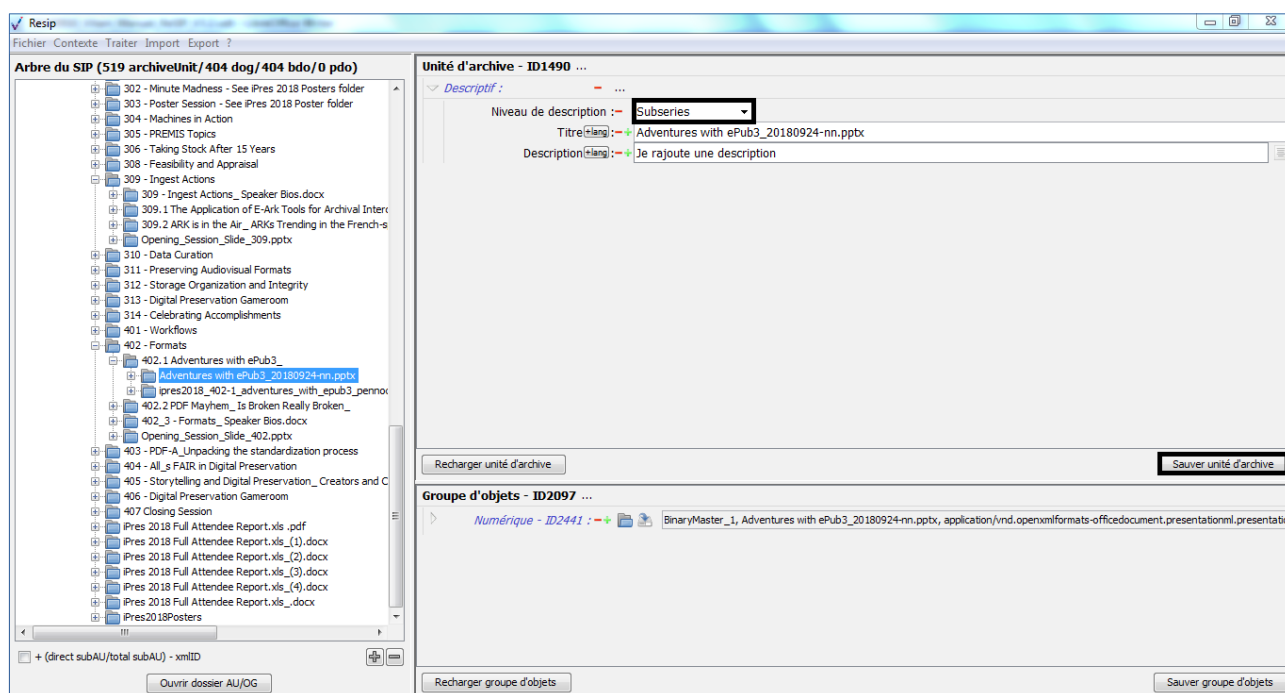 Resip
Fichier Contexte Traiter Import Export ?
Arbre du SIP (519 archiveUnit/404 dog/404 bdo/0 pdo)
302 - Minute Madness - See iPres 2018 Posters folder
303 - Poster Session - See iPres 2018 Poster folder
304 - Machines in Action
305 - PREMIS Topics
306 - Taking Stock After 15 Years
308 - Feasibility and Appraisal
309 - Ingest Actions
309 - Ingest Actions_ Speaker Bios.docx
309.1 The Application of E-Ark Tools for Archival Interc
309.2 ARK is in the Air_ ARKs Trending in the French-s
Opening_Session_Slide_309.pptx
310 - Data Curation
311 - Preserving Audiovisual Formats
312 - Storage Organization and Integrity
313 - Digital Preservation Gameroom
314 - Celebrating Accomplishments
401 - Workflows
402 - Formats
402.1 Adventures with ePub3_
Adventures with ePub3_20180924-nn.pptx
ipres2018_402-1_adventures_with_epub3_pennoc
402.2 PDF Mayhem_ Is Broken Really Broken_
402_3 - Formats_ Speaker Bios.docx
Opening_Session_Slide_402.pptx
403 - PDF-A_Unpacking the standardization process
404 - All_s FAIR in Digital Preservation
405 - Storytelling and Digital Preservation_ Creators and C
406 - Digital Preservation Gameroom
407 Closing Session
iPres 2018 Full Attendee Report.xls .pdf
iPres 2018 Full Attendee Report.xls_(1).docx
iPres 2018 Full Attendee Report.xls_(2).docx
iPres 2018 Full Attendee Report.xls_(3).docx
iPres 2018 Full Attendee Report.xls_(4).docx
iPres 2018 Full Attendee Report.xls_.docx
iPres2018Posters
+ (direct subAU/total subAU) - xmlID
Ouvrir dossier AU/OG
Unité d'archive - ID1490 ...
Descriptif : - ...
Niveau de description :- Subseries
Titre +lang :-+ Adventures with ePub3_20180924-nn.pptx
Description +lang :-+ Je rajoute une description
Recharger unité d'archive Sauver unité d'archive
Groupe d'objets - ID2097 ...
Numérique - ID2441 : -+ BinaryMaster_1, Adventures with ePub3_20180924-nn.pptx, application/vnd.openxmlformats-officedocument.presentationml.presentati
Recharger groupe d'objets Sauver groupe d'objets